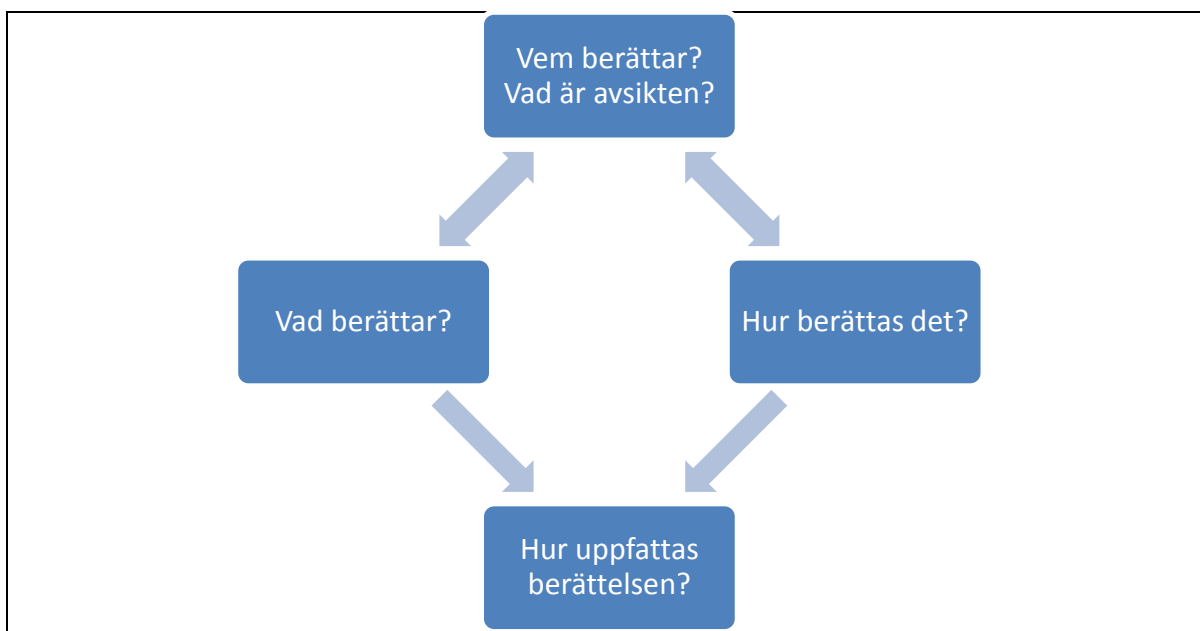 Vem berättar?
Vad är avsikten?
Vad berättar?
Hur berättas det?
Hur uppfattas
berättelsen?